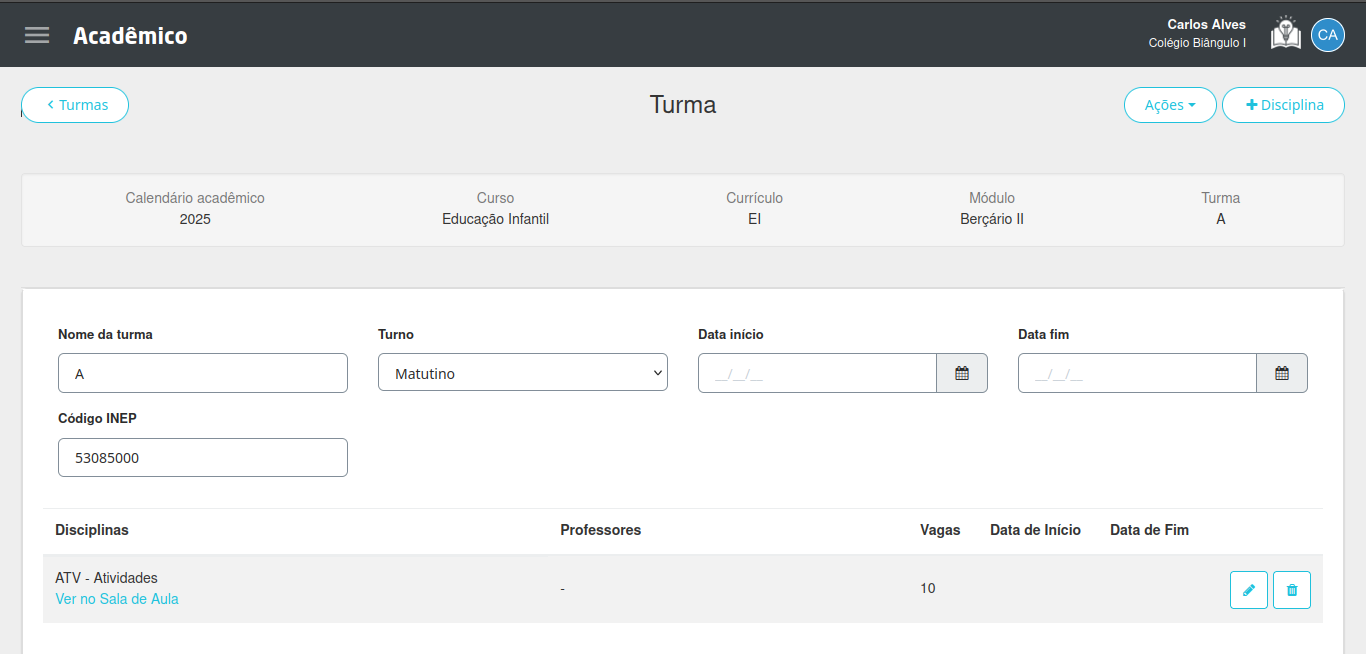 Acadêmico
Carlos Alves
Colégio Biângulo I
CA
Turmas
Turma
Ações
Disciplina
Calendário acadêmico
2025
Curso
Educação Infantil
Currículo
EI
Módulo
Berçário II
Turma
A
Nome da turma
A
Turno
Matutino
Data início
__/__/__
Data fim
__/__/__
Código INEP
53085000
Disciplinas Professores Vagas Data de Início Data de Fim
ATV - Atividades - 10
Ver no Sala de Aula